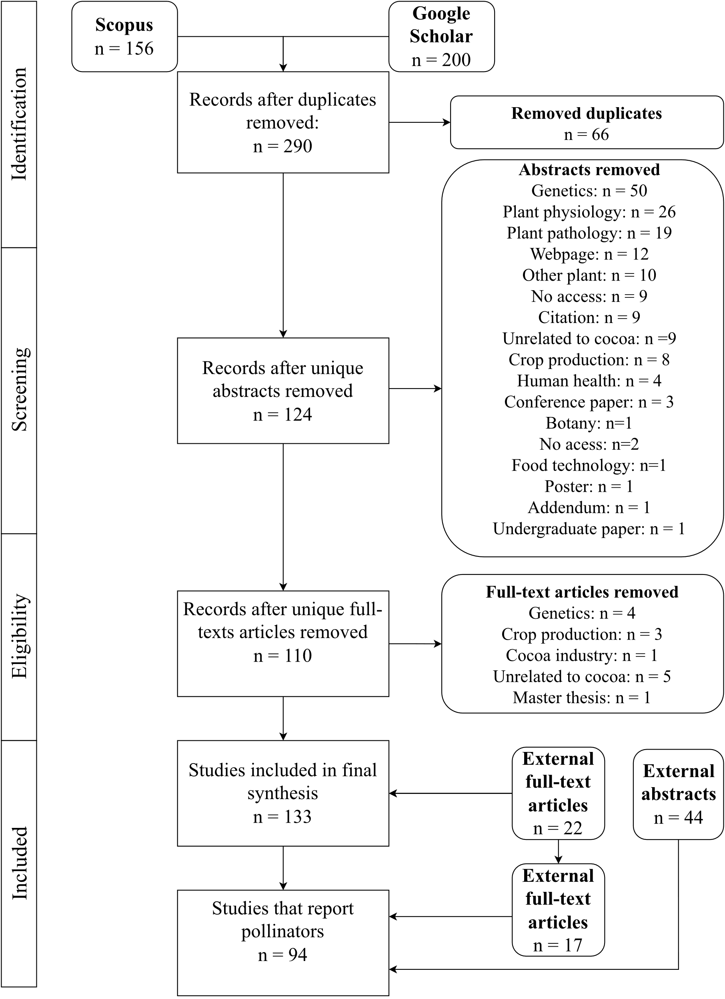 Identification
Screening
Eligibility
Included
Scopus
n = 156
Google
Scholar
n = 200
Records after duplicates
removed:
n = 290
Removed duplicates
n = 66
Abstracts removed
Genetics: n = 50
Plant physiology: n = 26
Plant pathology: n = 19
Webpage: n = 12
Other plant: n = 10
No access: n = 9
Citation: n = 9
Unrelated to cocoa: n =9
Crop production: n = 8
Human health: n = 4
Conference paper: n = 3
Botany: n=1
No acess: n=2
Food technology: n=1
Poster: n = 1
Addendum: n = 1
Undergraduate paper: n = 1
Records after unique
abstracts removed
n = 124
Records after unique full-
texts articles removed
n = 110
Full-text articles removed
Genetics: n = 4
Crop production: n = 3
Cocoa industry: n = 1
Unrelated to cocoa: n = 5
Master thesis: n = 1
Studies included in final
synthesis
n = 133
External
full-text
articles
n = 22
External
abstracts
n = 44
Studies that report
pollinators
n = 94
External
full-text
articles
n = 17